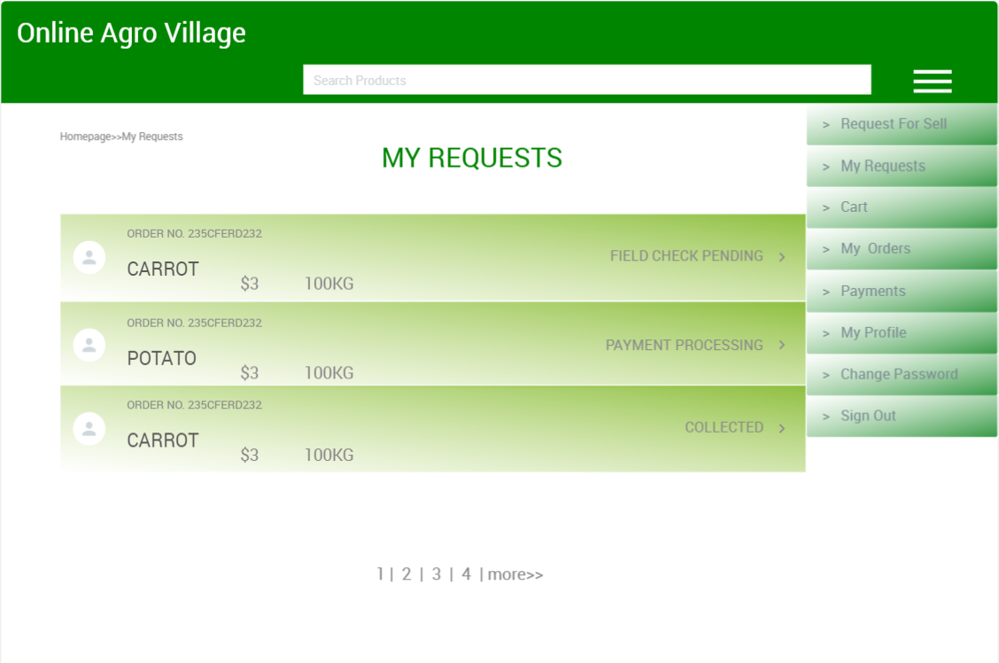 Online Agro Village
Search Products
Homepage>>My Requests
MY REQUESTS
> Request For Sell
> My Requests
> Cart
> My Orders
> Payments
> My Profile
> Change Password
> Sign Out
ORDER NO. 235CFERD232
CARROT
$3 100KG
FIELD CHECK PENDING >
ORDER NO. 235CFERD232
POTATO
$3 100KG
PAYMENT PROCESSING >
ORDER NO. 235CFERD232
CARROT
$3 100KG
COLLECTED >
1 | 2 | 3 | 4 | more>>